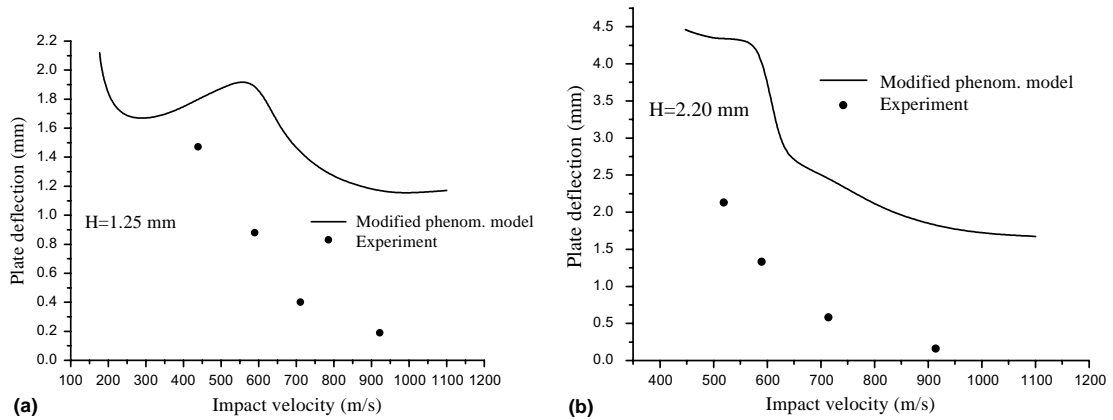 2.2
2.0
1.8
1.6
1.4
1.2
1.0
0.8
0.6
0.4
0.2
0.0
Plate deflection (mm)
H=1.25 mm
Modified phenom. model
Experiment
100 200 300 400 500 600 700 800 900 1000 1100 1200
Impact velocity (m/s)
(a)
4.5
4.0
3.5
3.0
2.5
2.0
1.5
1.0
0.5
0.0
Plate deflection (mm)
H=2.20 mm
Modified phenom. model
Experiment
400 500 600 700 800 900 1000 1100 1200
Impact velocity (m/s)
(b)